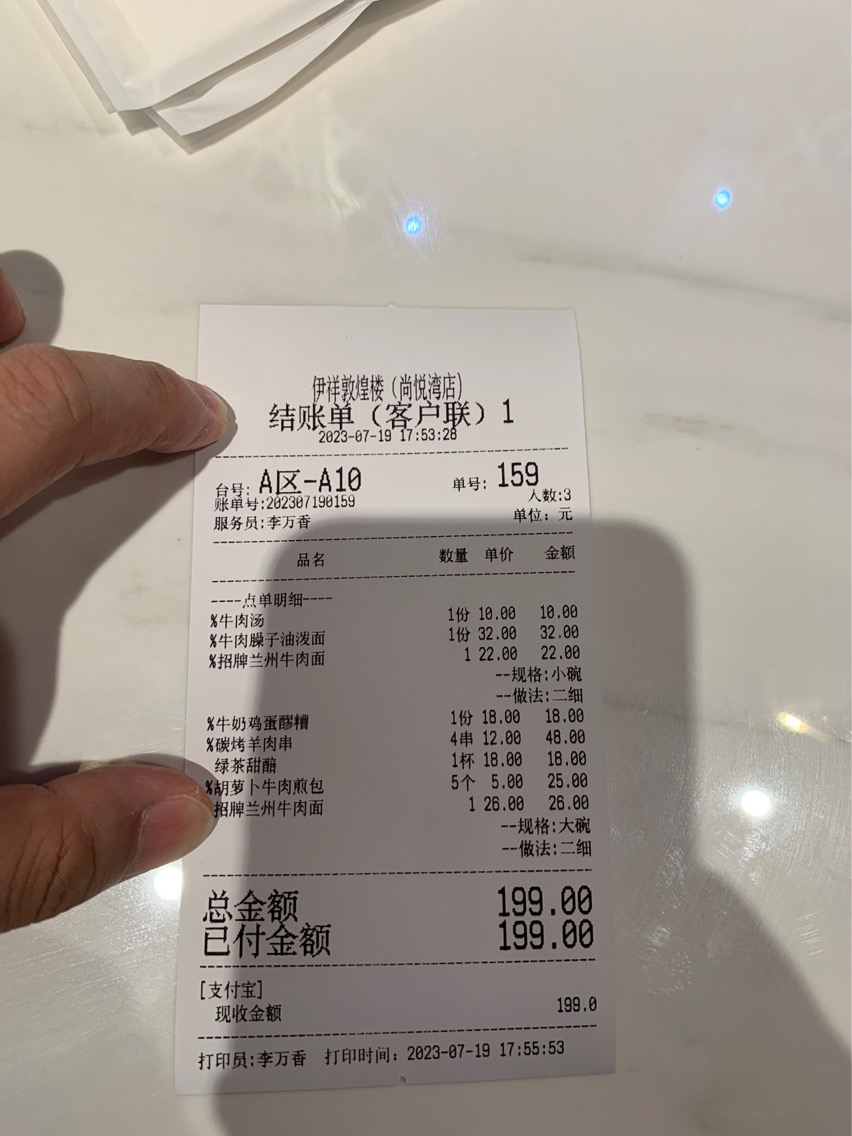 伊祥敦煌楼（尚悦湾店）
结账单（客户联）1
2023-07-19 17:53:28
台号: A区-A10 单号: 159
账单号:202307190159 人数:3
服务员:李万香 单位: 元
品名 数量 单价 金额
----点单明细----
%牛肉汤 1份 10.00 10.00
%牛肉臊子油泼面 1份 32.00 32.00
%招牌兰州牛肉面 1 22.00 22.00
--规格:小碗
--做法:二细
%牛奶鸡蛋醪糟 1份 18.00 18.00
%碳烤羊肉串 4串 12.00 48.00
绿茶甜醅 1杯 18.00 18.00
%胡萝卜牛肉煎包 5个 5.00 25.00
招牌兰州牛肉面 1 26.00 26.00
--规格:大碗
--做法:二细
总金额 199.00
已付金额 199.00
[支付宝]
现收金额 199.0
打印员:李万香 打印时间: 2023-07-19 17:55:53